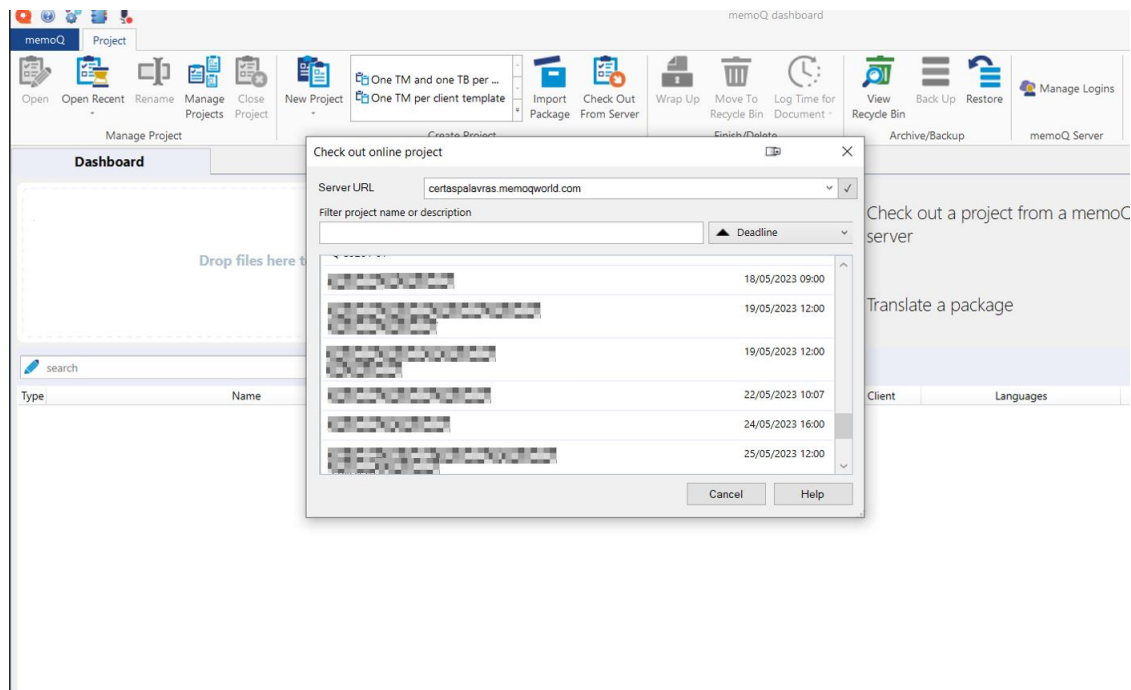 memoQ dashboard
memoQ Project
Open
Open Recent
Rename
Manage Projects
Close Project
Manage Project
New Project
One TM and one TB per ...
One TM per client template
Import Package
Check Out From Server
Create Project
Wrap Up
Move To Recycle Bin
Log Time for Document
Finish/Delete
View Recycle Bin
Back Up
Restore
Archive/Backup
Manage Logins
memoQ Server
Dashboard
Drop files here
search
Type Name
Check out online project
Server URL certaspalavras.memoqworld.com
Filter project name or description
Deadline
18/05/2023 09:00
19/05/2023 12:00
19/05/2023 12:00
22/05/2023 10:07
24/05/2023 16:00
25/05/2023 12:00
Cancel Help
Check out a project from a memoQ
server
Translate a package
Client Languages